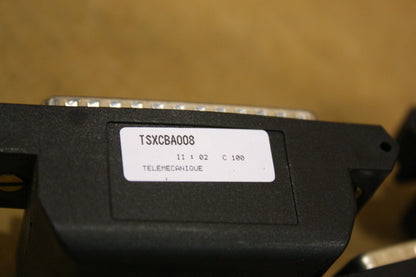 TSXCBA008
II : 02 C 100
TELEMECANIQUE